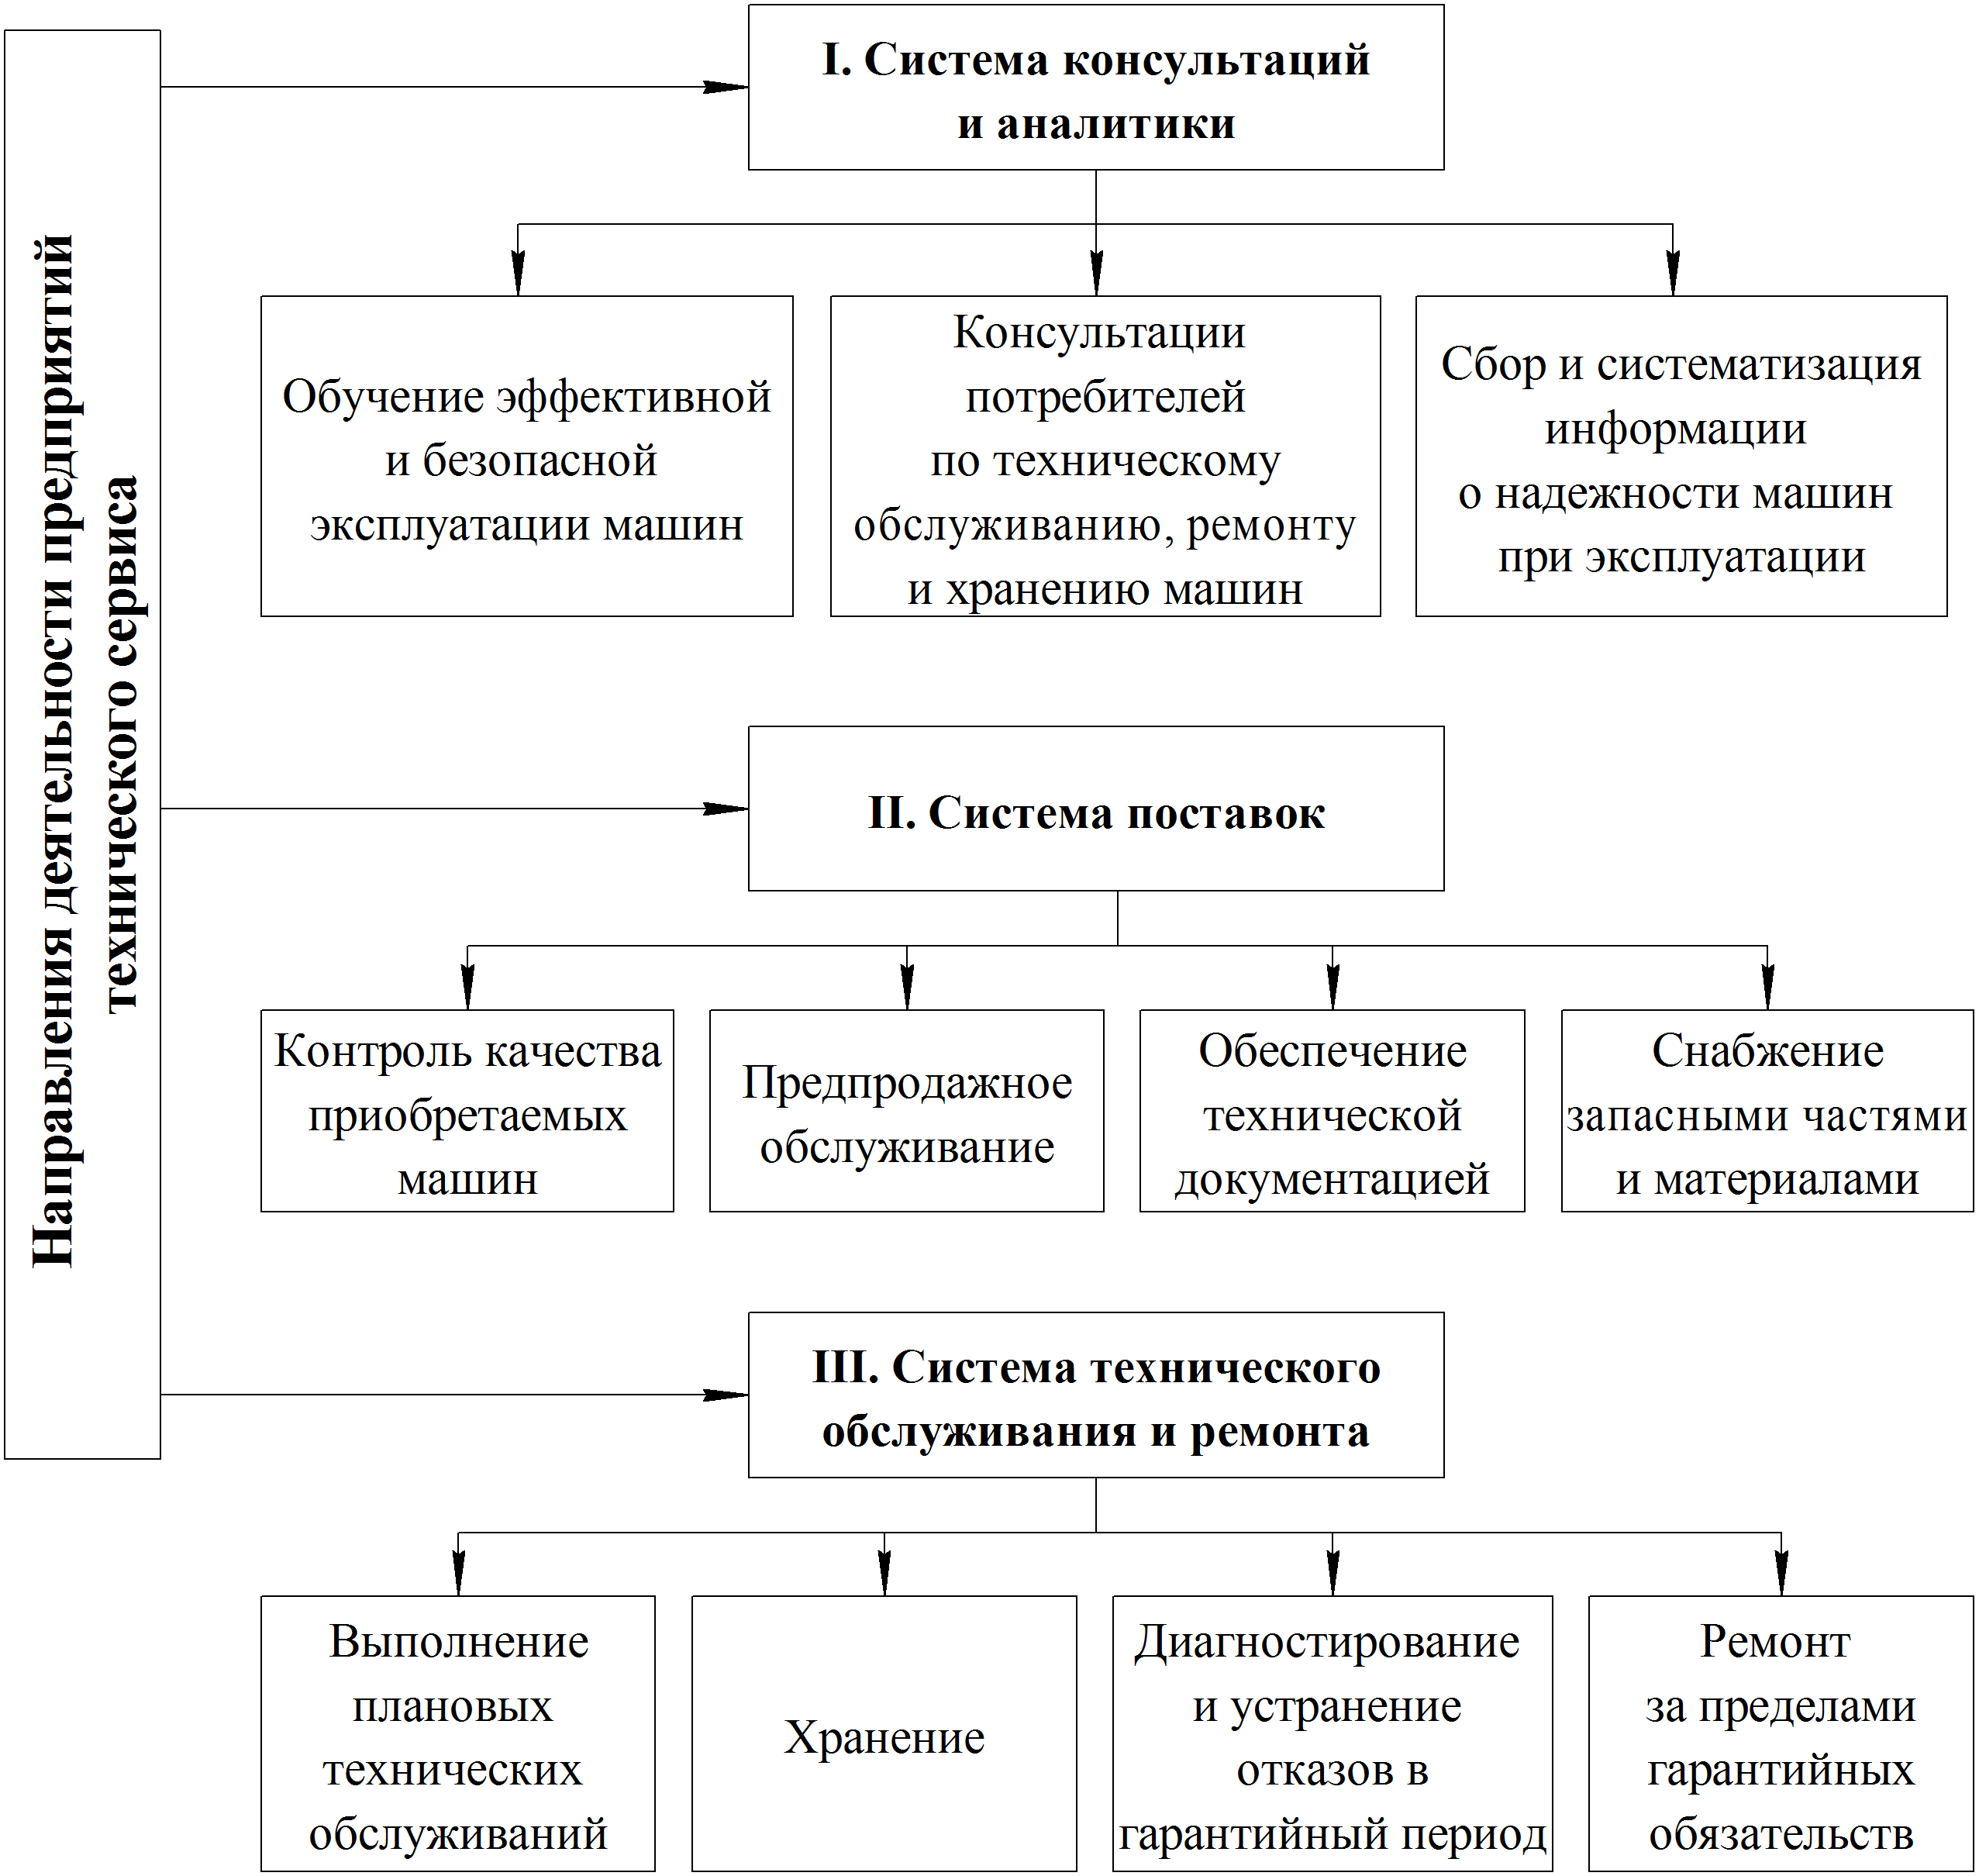 Направления деятельности предприятий
технического сервиса
I. Система консультаций
и аналитики
Обучение эффективной
и безопасной
эксплуатации машин
Консультации
потребителей
по техническому
обслуживанию, ремонту
и хранению машин
Сбор и систематизация
информации
о надежности машин
при эксплуатации
II. Система поставок
Контроль качества
приобретаемых
машин
Предпродажное
обслуживание
Обеспечение
технической
документацией
Снабжение
запасными частями
и материалами
III. Система технического
обслуживания и ремонта
Выполнение
плановых
технических
обслуживаний
Хранение
Диагностирование
и устранение
отказов в
гарантийный период
Ремонт
за пределами
гарантийных
обязательств